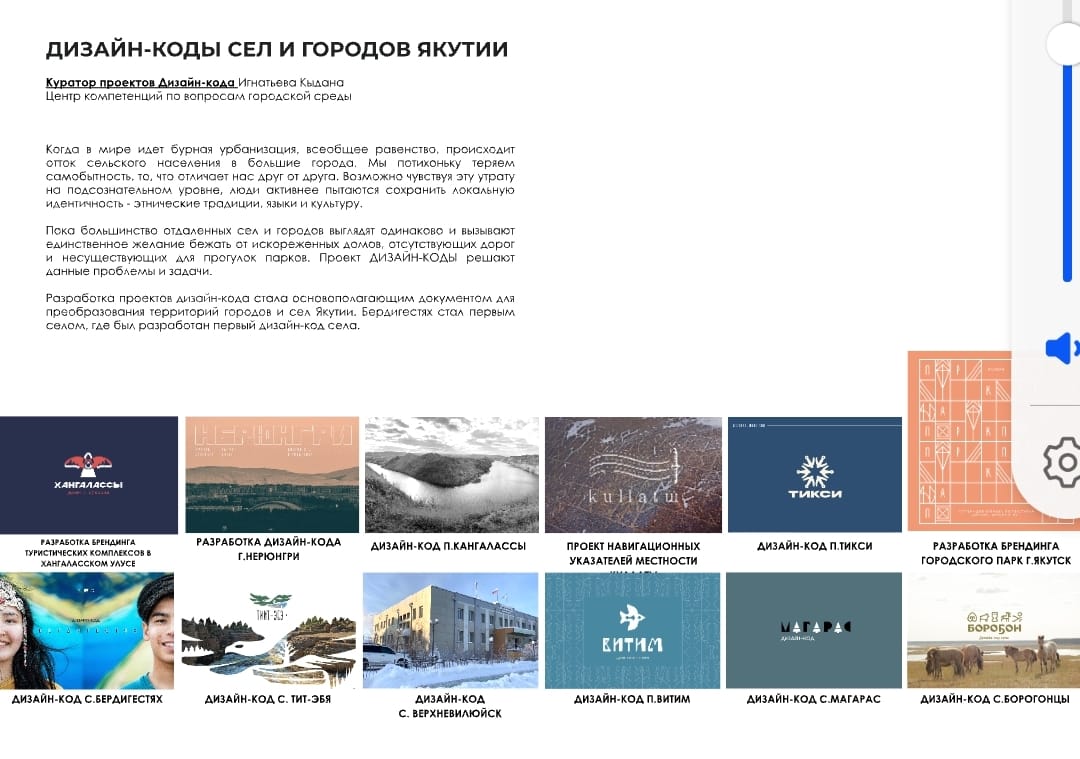 ДИЗАЙН-КОДЫ СЕЛ И ГОРОДОВ ЯКУТИИ
Куратор проектов Дизайн-кода Игнатьева Кыдана
Центр компетенций по вопросам городской среды
Когда в мире идет бурная урбанизация, всеобщее равенство, происходит
отток сельского населения в большие города. Мы потихоньку теряем
самобытность, то, что отличает нас друг от друга. Возможно чувствуя эту утрату
на подсознательном уровне, люди активнее пытаются сохранить локальную
идентичность - этнические традиции, языки и культуру.
Пока большинство отдаленных сел и городов выглядят одинаково и вызывают
единственное желание бежать от искореженных домов, отсутствующих дорог
и несуществующих для прогулок парков. Проект ДИЗАЙН-КОДЫ решают
данные проблемы и задачи.
Разработка проектов дизайн-кода стала основополагающим документом для
преобразования территорий городов и сел Якутии. Бердигестях стал первым
селом, где был разработан первый дизайн-код села.
ХАНГАЛАССЫ
НЕРЮНГРИ
kullatu
ТИКСИ
РАЗРАБОТКА БРЕНДИНГА
ТУРИСТИЧЕСКИХ КОМПЛЕКСОВ В
ХАНГАЛАССКОМ УЛУСЕ
РАЗРАБОТКА ДИЗАЙН-КОДА
Г.НЕРЮНГРИ
ДИЗАЙН-КОД П.КАНГАЛАССЫ
ПРОЕКТ НАВИГАЦИОННЫХ
УКАЗАТЕЛЕЙ МЕСТНОСТИ
ДИЗАЙН-КОД П.ТИКСИ
РАЗРАБОТКА БРЕНДИНГА
ГОРОДСКОГО ПАРК Г.ЯКУТСК
ТИИТ-ЭБЭ
ВИТИМ
МАГАРАС
ДИЗАЙН-КОД
БОРОҔОН
ДИЗАЙН-КОД С.БЕРДИГЕСТЯХ
ДИЗАЙН-КОД С. ТИТ-ЭБЯ
ДИЗАЙН-КОД
С. ВЕРХНЕВИЛЮЙСК
ДИЗАЙН-КОД П.ВИТИМ
ДИЗАЙН-КОД С.МАГАРАС
ДИЗАЙН-КОД С.БОРОГОНЦЫ